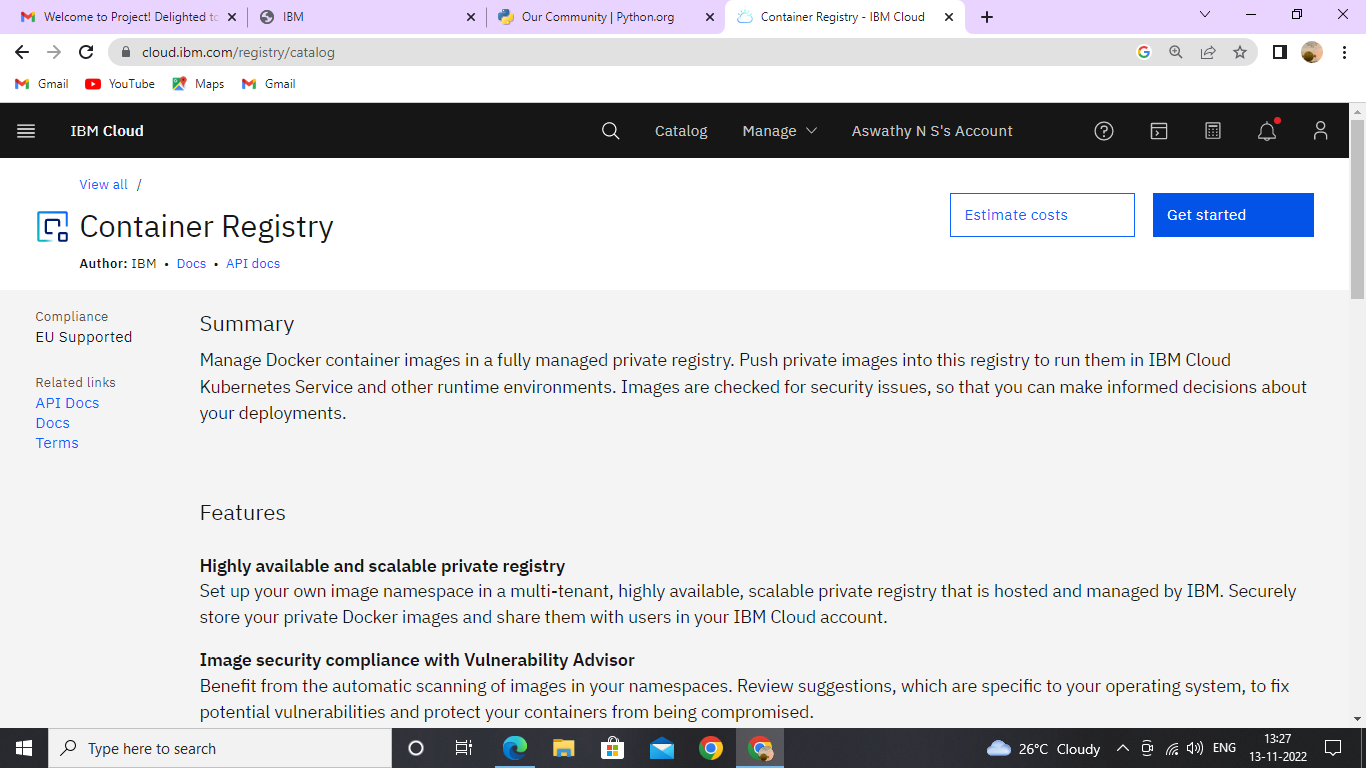 Welcome to Project! Delighted to
IBM
Our Community | Python.org
Container Registry - IBM Cloud
cloud.ibm.com/registry/catalog
Gmail
YouTube
Maps
Gmail
IBM Cloud
Catalog
Manage
Aswathy N S's Account
View all /
Container Registry
Estimate costs
Get started
Author: IBM • Docs • API docs
Compliance
EU Supported
Related links
API Docs
Docs
Terms
Summary
Manage Docker container images in a fully managed private registry. Push private images into this registry to run them in IBM Cloud
Kubernetes Service and other runtime environments. Images are checked for security issues, so that you can make informed decisions about
your deployments.
Features
Highly available and scalable private registry
Set up your own image namespace in a multi-tenant, highly available, scalable private registry that is hosted and managed by IBM. Securely
store your private Docker images and share them with users in your IBM Cloud account.
Image security compliance with Vulnerability Advisor
Benefit from the automatic scanning of images in your namespaces. Review suggestions, which are specific to your operating system, to fix
potential vulnerabilities and protect your containers from being compromised.
Type here to search
26°C Cloudy
ENG
13:27
13-11-2022